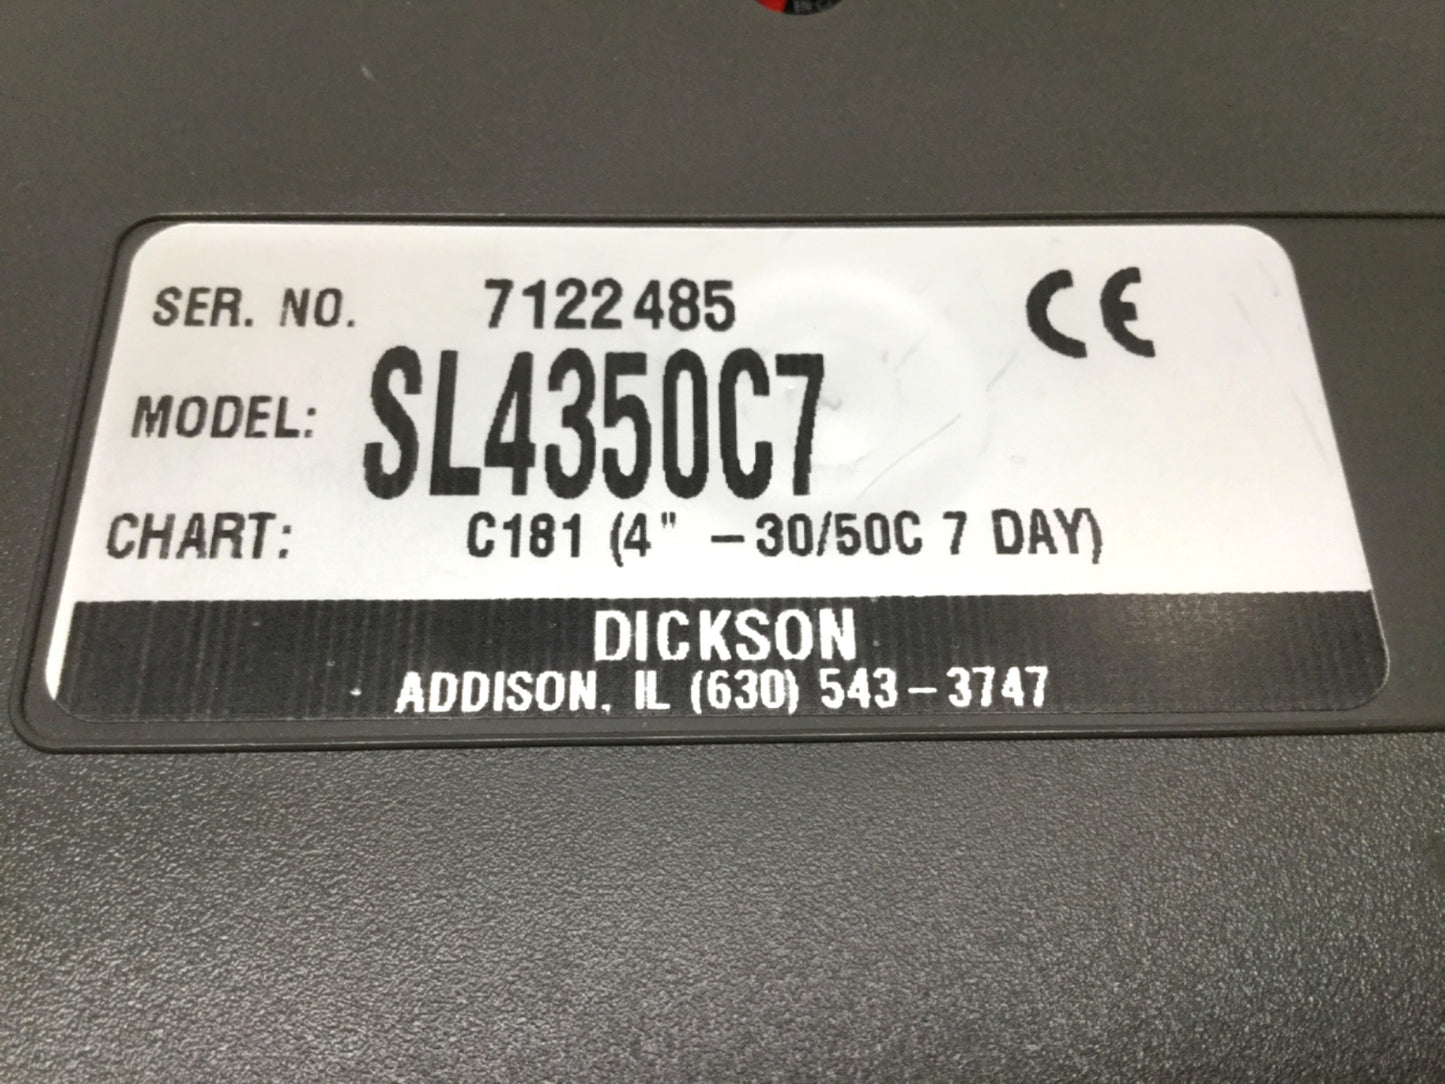 SER. NO. 7122485
CE
MODEL: SL4350C7
CHART: C181 (4" -30/50C 7 DAY)
DICKSON
ADDISON, IL (630) 543-3747